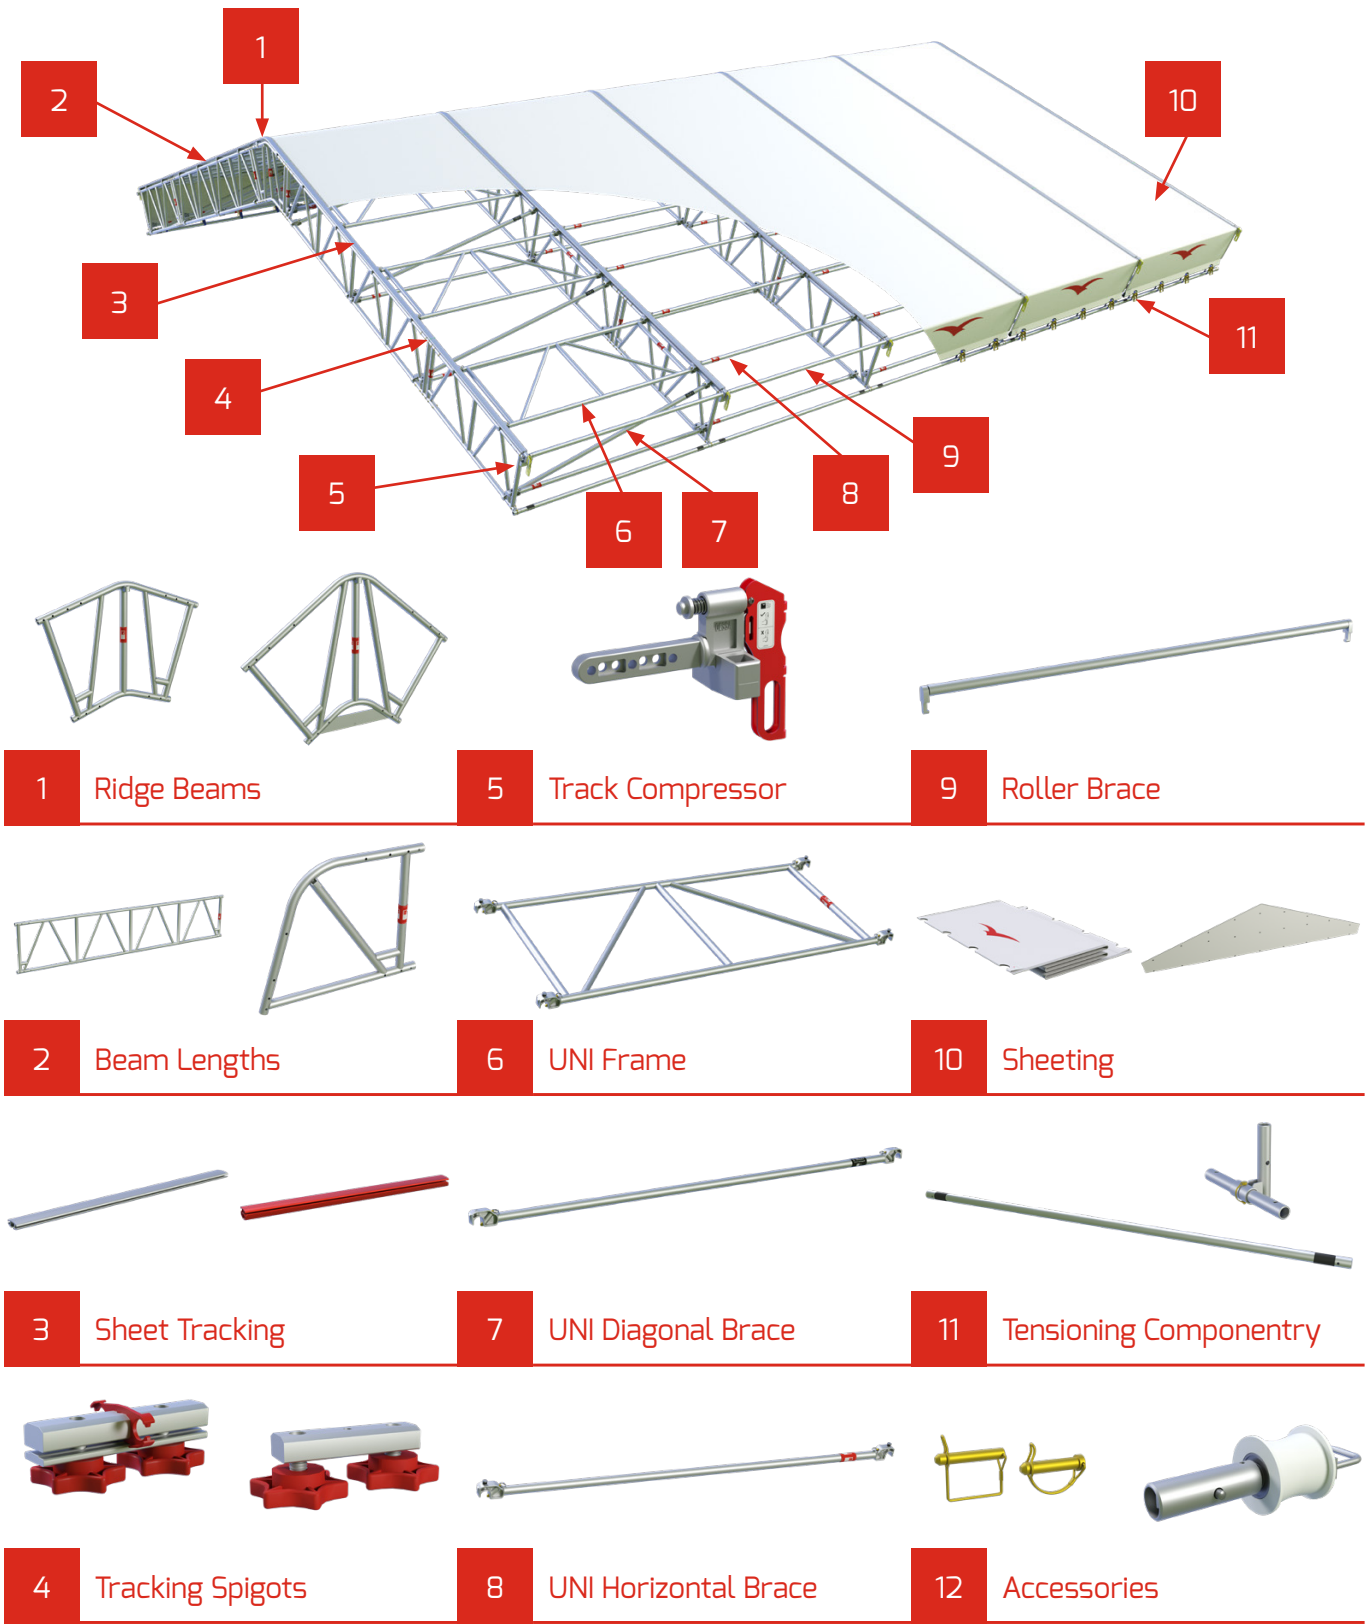 1
2
10
3
11
4
9
5
8
6
7
1 Ridge Beams
5 Track Compressor
9 Roller Brace
2 Beam Lengths
6 UNI Frame
10 Sheeting
3 Sheet Tracking
7 UNI Diagonal Brace
11 Tensioning Componentry
4 Tracking Spigots
8 UNI Horizontal Brace
12 Accessories